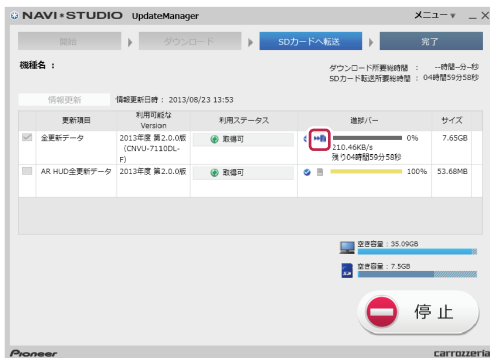 NAVI*STUDIO UpdateManager メニュー
開始 ダウンロード SDカードへ転送 完了
機種名：
ダウンロード所要総時間 ： --時間--分--秒
SDカード転送所要総時間 ： 04時間59分58秒
情報更新 情報更新日時： 2013/08/23 13:53
更新項目 利用可能な Version 利用ステータス 進捗バー サイズ
全更新データ 2013年度 第2.0.0版 (CNVU-7110DL-F) 取得可 0% 7.65GB
210.46KB/s
残り04時間59分58秒
AR HUD全更新データ 2013年度 第2.0.0版 取得可 100% 53.68MB
空き容量：35.09GB
空き容量：7.5GB
停止
Pioneer carrozzeria